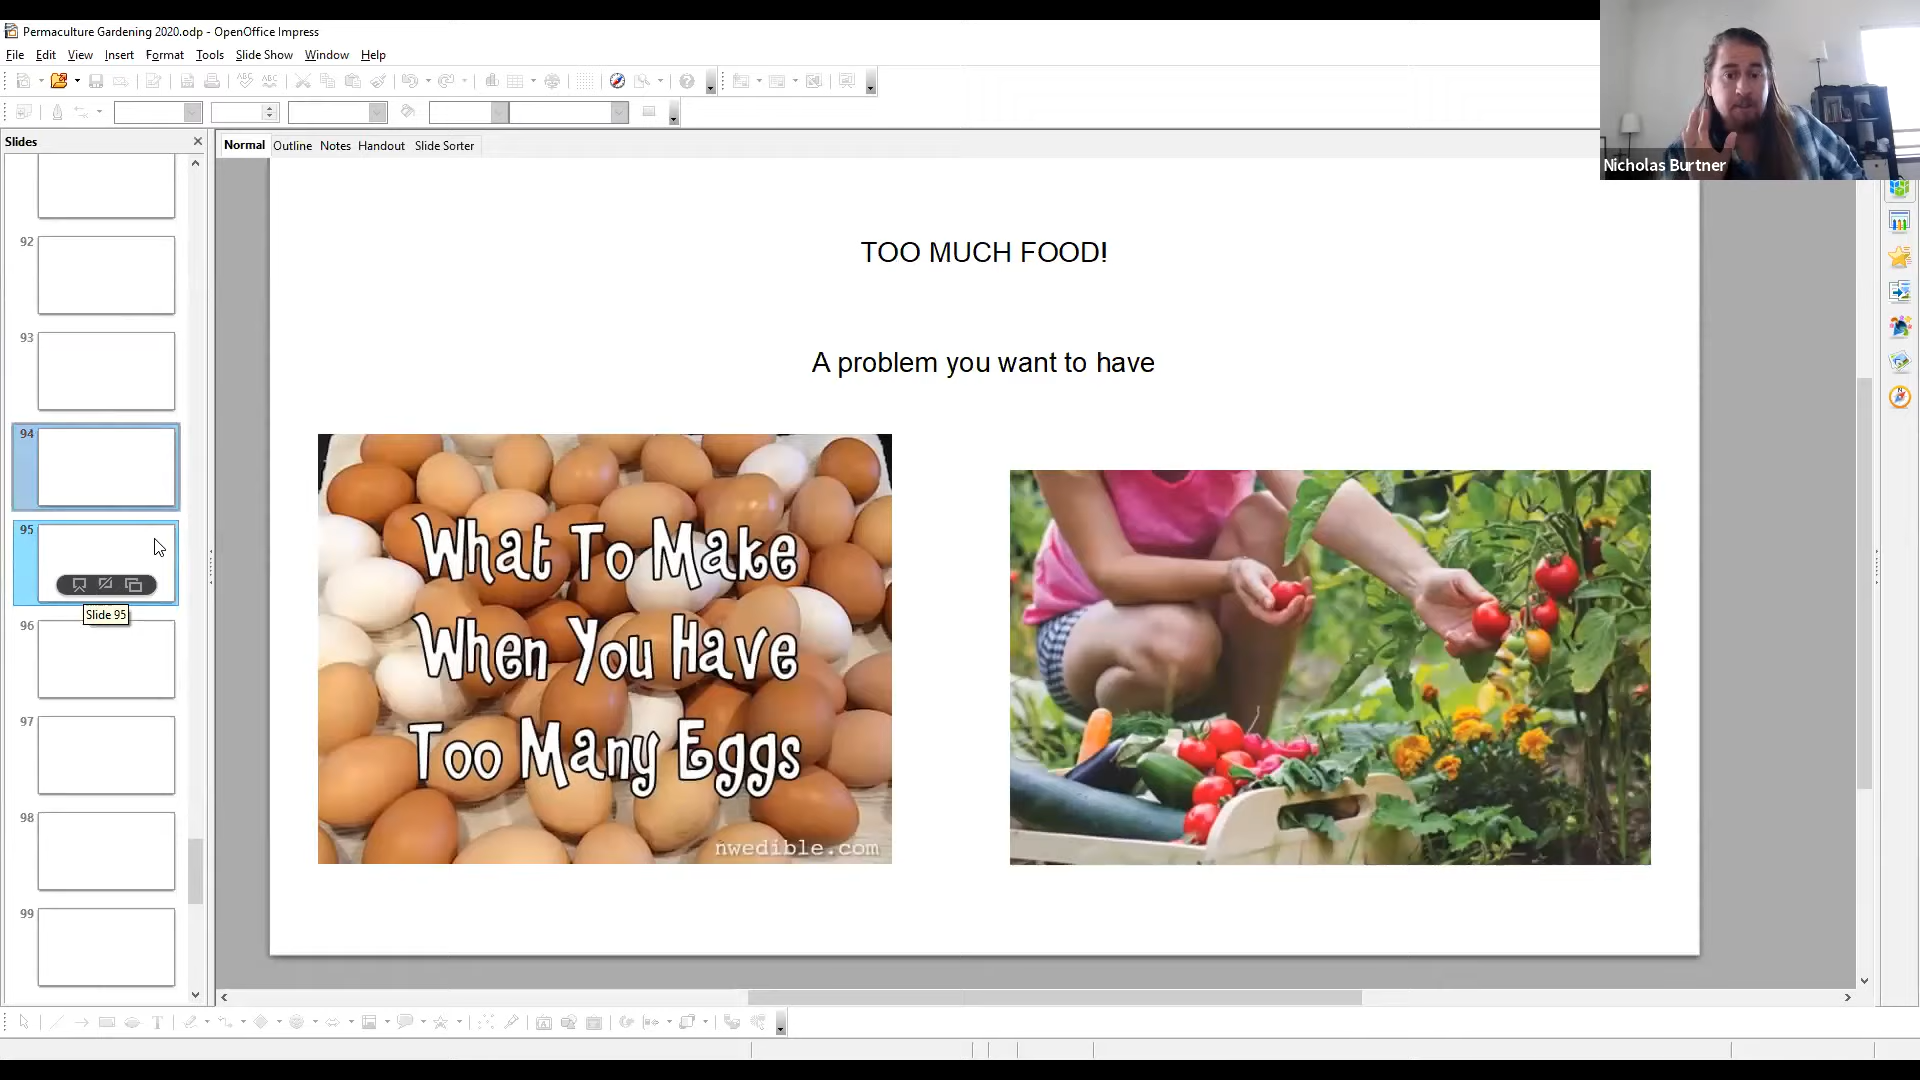 Permaculture Gardening 2020.odp - OpenOffice Impress
File Edit View Insert Format Tools Slide Show Window Help
Nicholas Burtner
Slides
Normal Outline Notes Handout Slide Sorter
92
93
94
95
Slide 95
96
97
98
99
TOO MUCH FOOD!
A problem you want to have
What To Make
When You Have
Too Many Eggs
nwedible.com